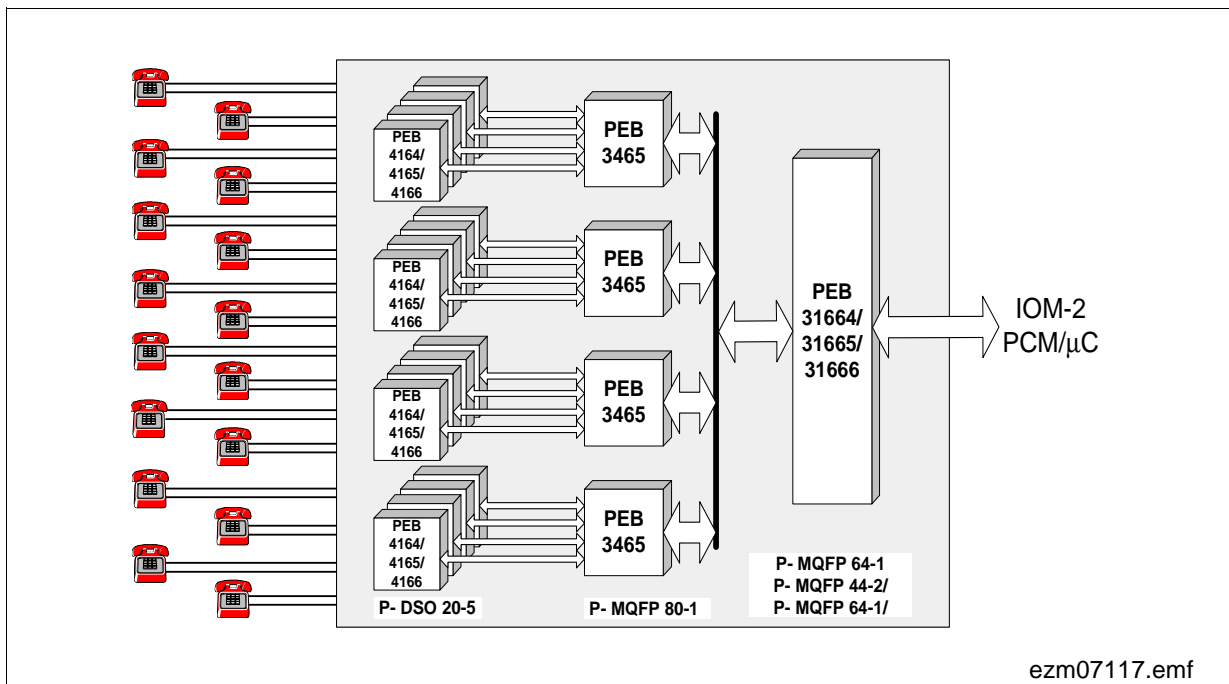 PEB
4164/
4165/
4166
PEB
3465
PEB
4164/
4165/
4166
PEB
3465
PEB
4164/
4165/
4166
PEB
3465
PEB
4164/
4165/
4166
PEB
3465
PEB
31664/
31665/
31666
IOM-2
PCM/μC
P- DSO 20-5
P- MQFP 80-1
P- MQFP 64-1
P- MQFP 44-2/
P- MQFP 64-1/
ezm07117.emf